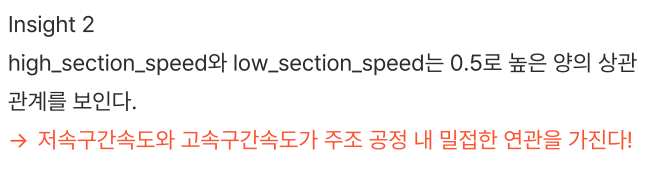 Insight 2
high_section_speed와 low_section_speed는 0.5로 높은 양의 상관
관계를 보인다.
→ 저속구간속도와 고속구간속도가 주조 공정 내 밀접한 연관을 가진다!